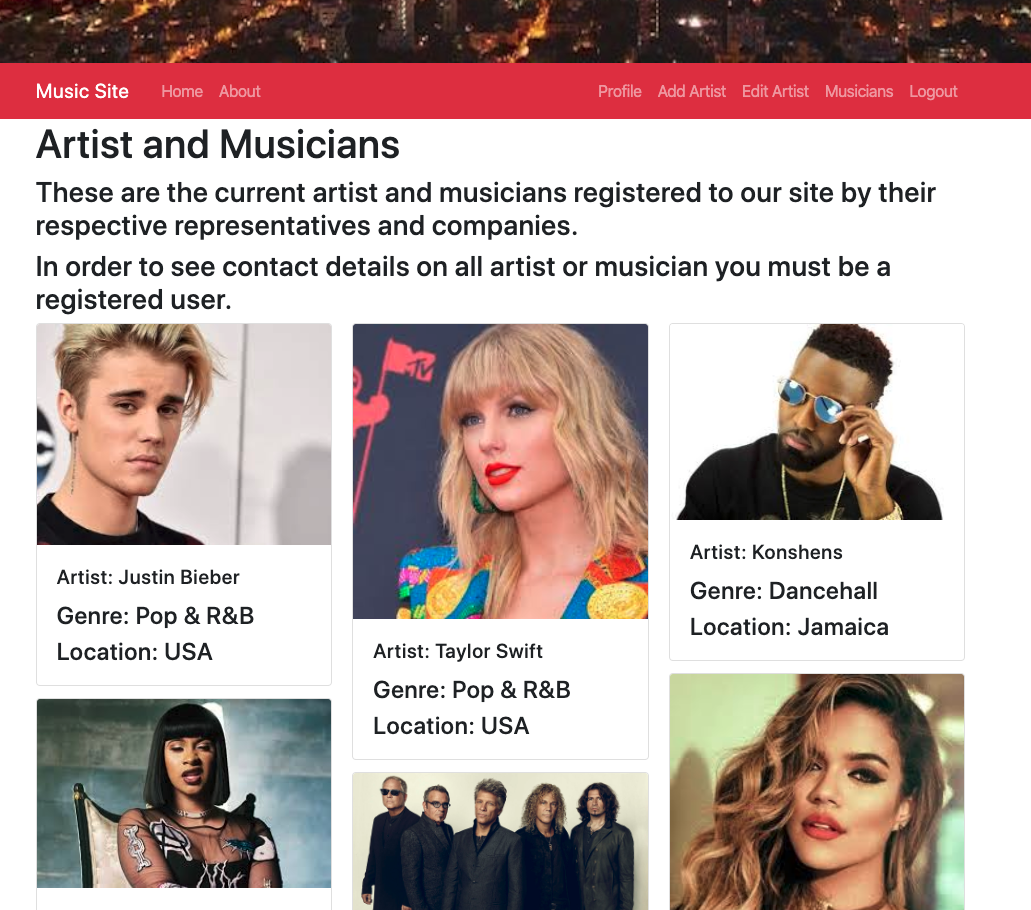 Music Site Home About Profile Add Artist Edit Artist Musicians Logout
Artist and Musicians
These are the current artist and musicians registered to our site by their
respective representatives and companies.
In order to see contact details on all artist or musician you must be a
registered user.
MTV
Artist: Justin Bieber
Genre: Pop & R&B
Location: USA
Artist: Taylor Swift
Genre: Pop & R&B
Location: USA
Artist: Konshens
Genre: Dancehall
Location: Jamaica